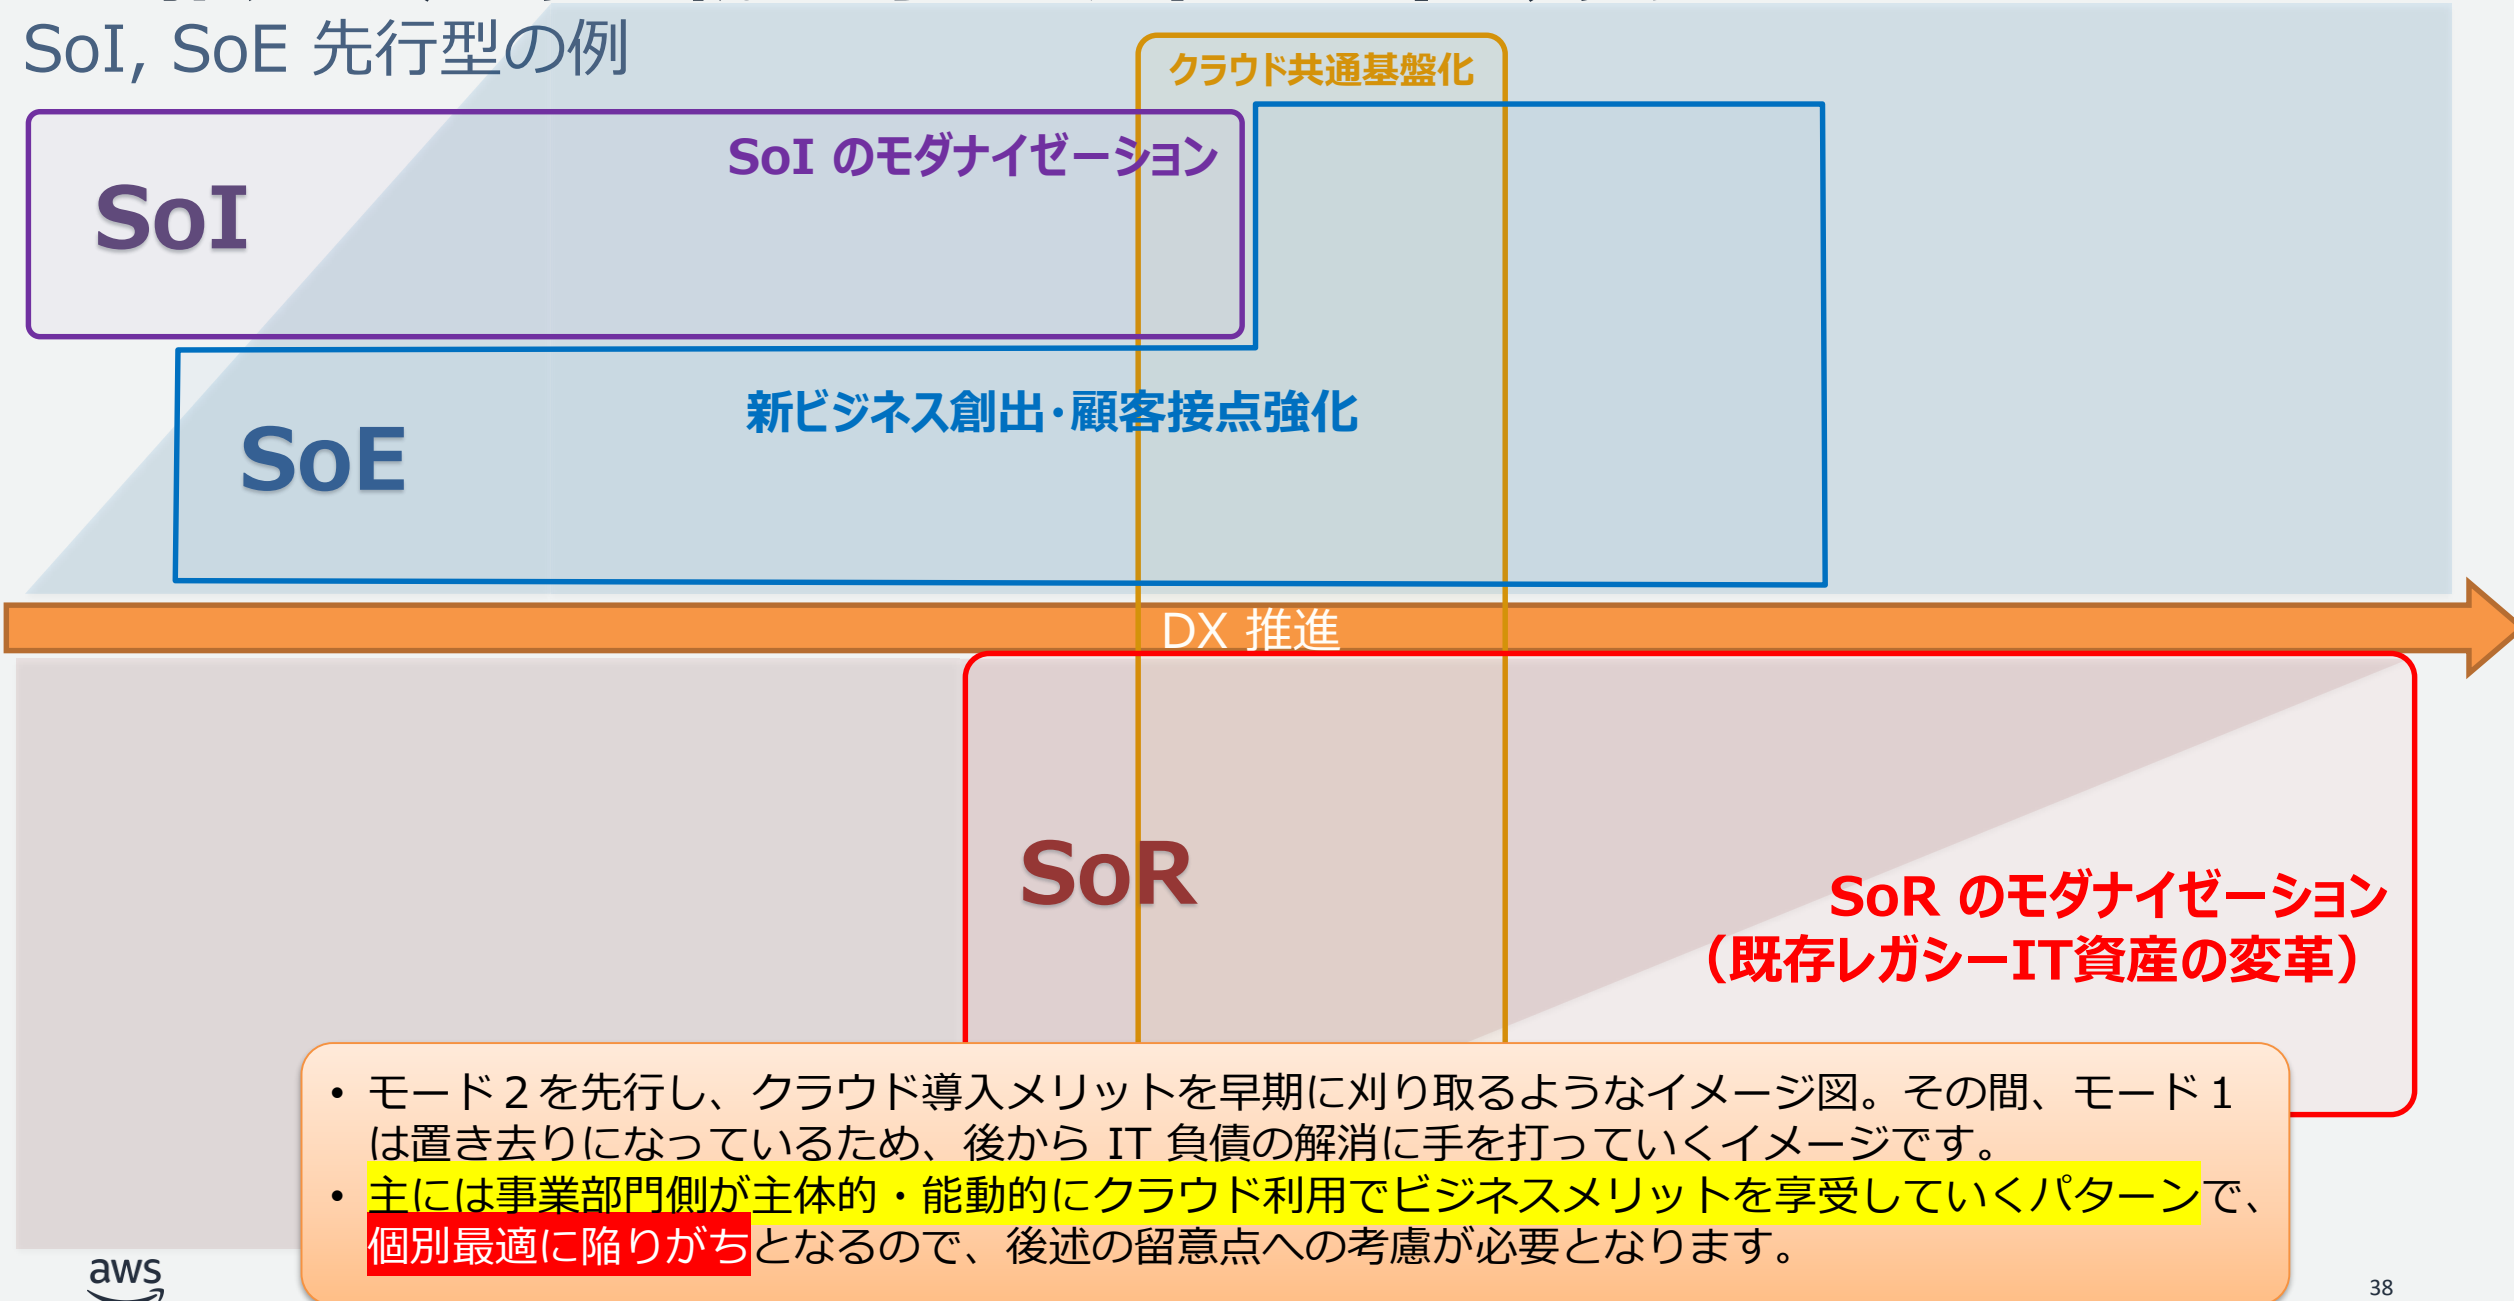 SoI, SoE 先行型の例
クラウド共通基盤化
SoI のモダナイゼーション
SoI
新ビジネス創出・顧客接点強化
SoE
DX 推進
SoR
SoR のモダナイゼーション
（既存レガシーIT資産の変革）
• モード２を先行し、クラウド導入メリットを早期に刈り取るようなイメージ図。その間、モード１
は置き去りになっているため、後から IT 負債の解消に手を打っていくイメージです。
• 主には事業部門側が主体的・能動的にクラウド利用でビジネスメリットを享受していくパターンで、
個別最適に陥りがちとなるので、後述の留意点への考慮が必要となります。
aws
38